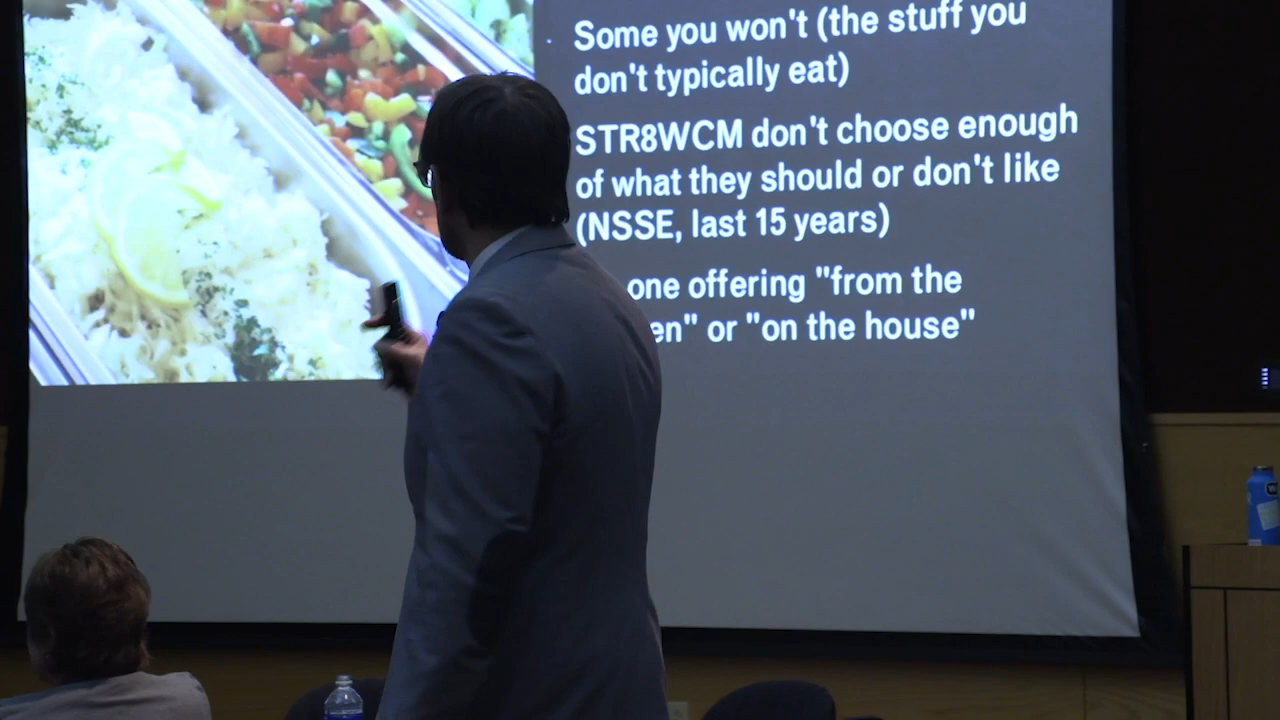 Some you won't (the stuff you
don't typically eat)
STR8WCM don't choose enough
of what they should or don't like
(NSSE, last 15 years)
one offering "from the
en" or "on the house"